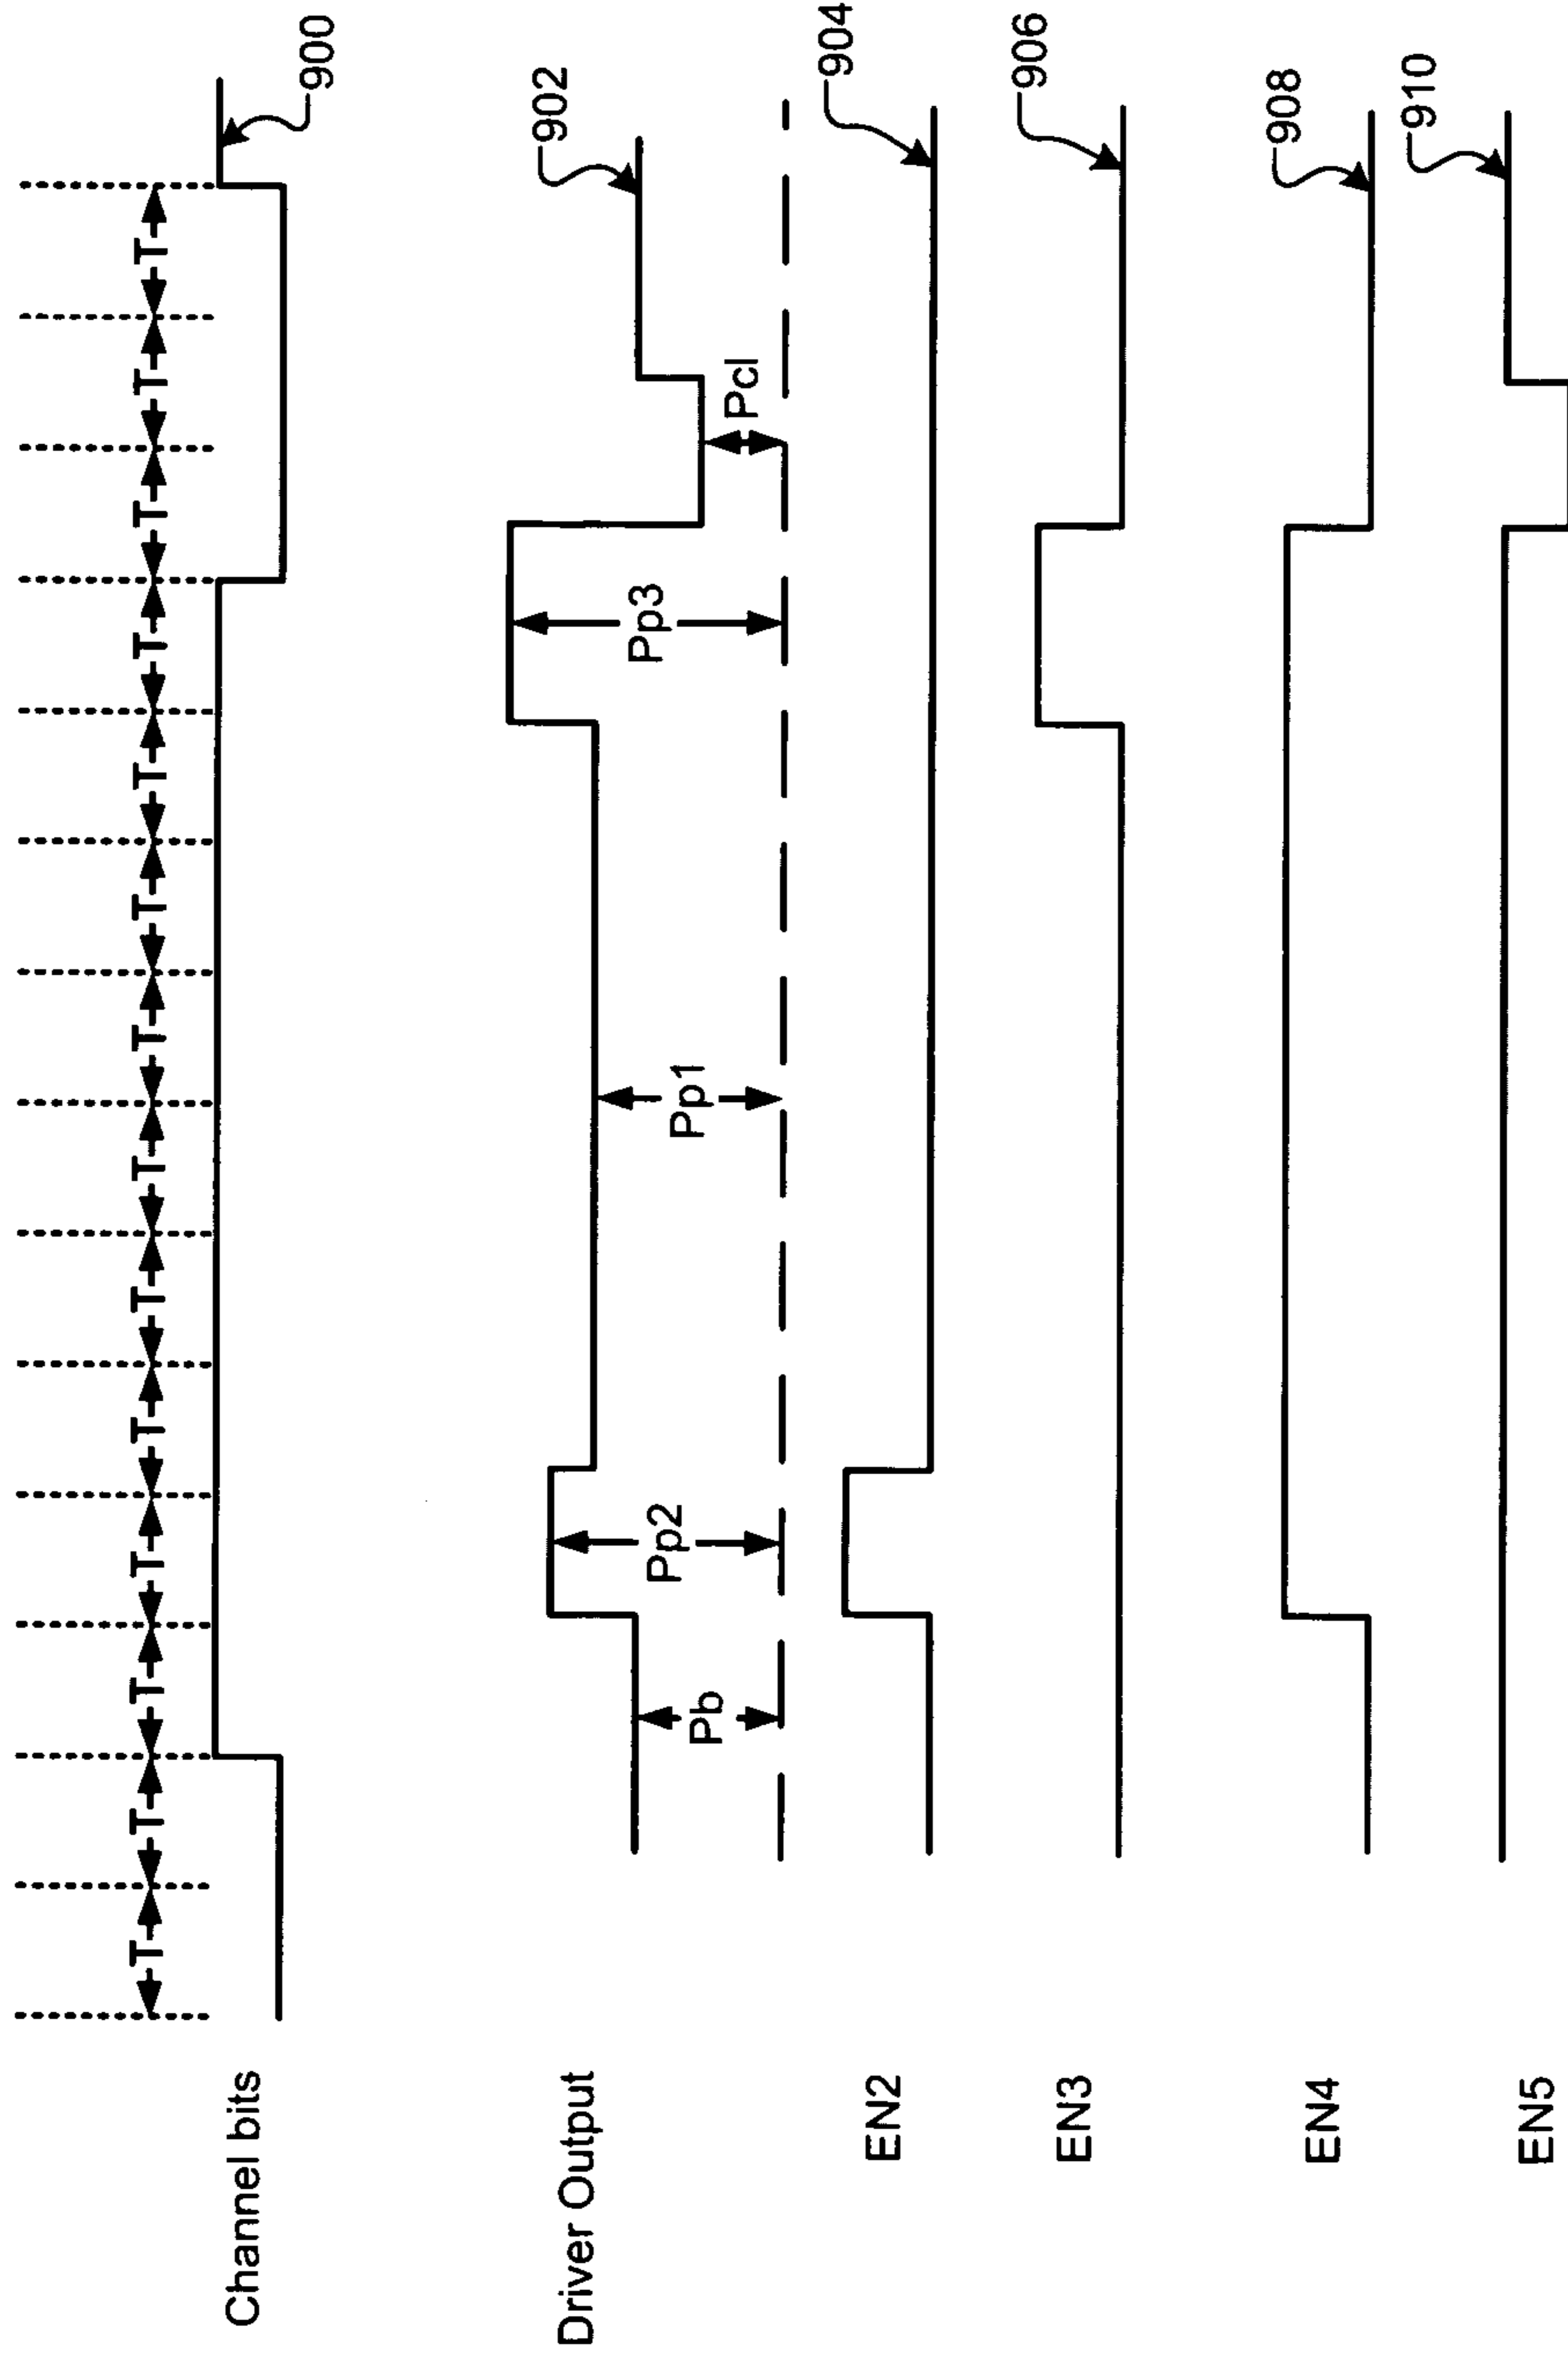 T T T T T T T T T T T T T T
Channel bits
900
Driver Output
Pb
Pp2
Pp1
Pp3
Pcl
902
EN2
904
EN3
906
EN4
908
EN5
910